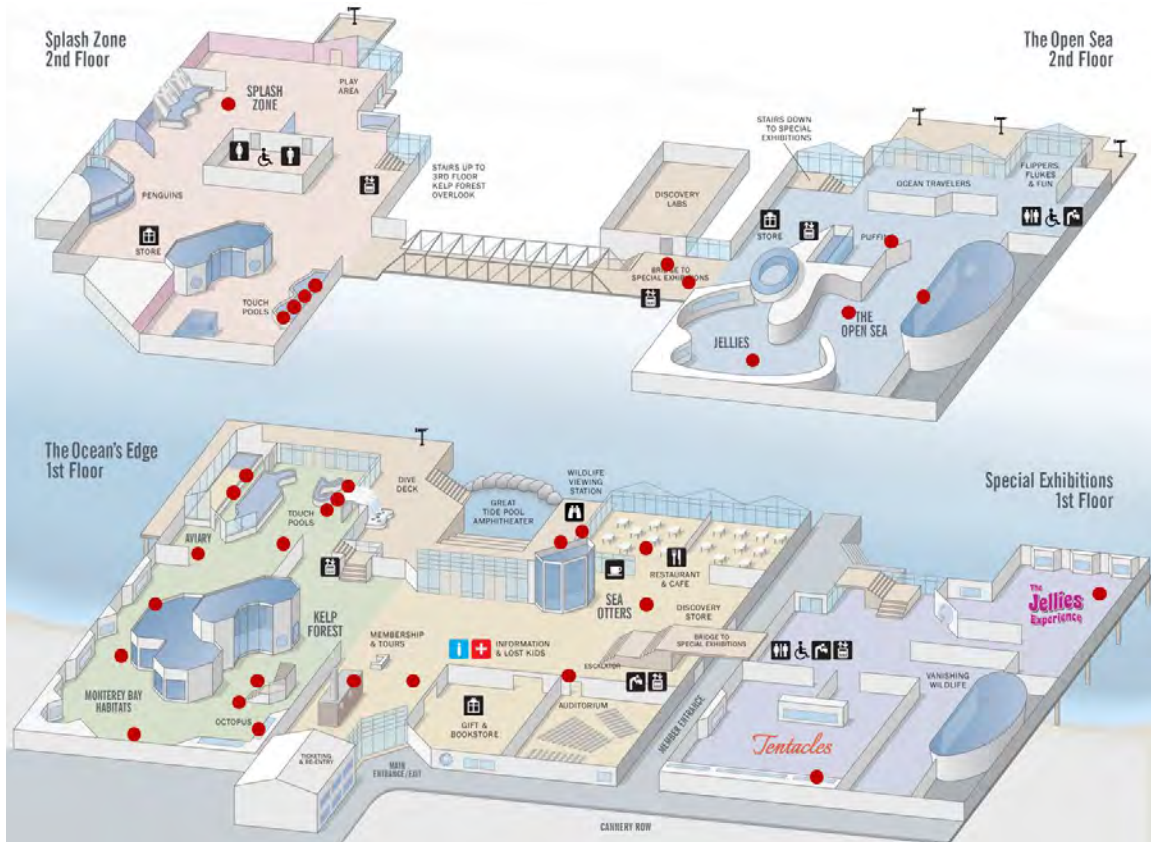 Splash Zone
2nd Floor
The Open Sea
2nd Floor
PLAY
AREA
SPLASH
ZONE
STAIRS DOWN
TO SPECIAL
EXHIBITIONS
STAIRS UP TO
3RD FLOOR
KELP FOREST
OVERLOOK
FLIPPERS,
FLUKES
& FUN
OCEAN TRAVELERS
PENGUINS
DISCOVERY
LABS
STORE
STORE
PUFFINS
BRIDGE TO
SPECIAL EXHIBITIONS
TOUCH
POOLS
THE
OPEN SEA
JELLIES
The Ocean's Edge
1st Floor
Special Exhibitions
1st Floor
WILDLIFE
VIEWING
STATION
DIVE
DECK
GREAT
TIDE POOL
AMPHITHEATER
TOUCH
POOLS
AVIARY
RESTAURANT
& CAFE
SEA
OTTERS
The
Jellies
Experience
DISCOVERY
STORE
KELP
FOREST
MEMBERSHIP
& TOURS
i
INFORMATION
& LOST KIDS
BRIDGE TO
SPECIAL EXHIBITIONS
ESCALATOR
VANISHING
WILDLIFE
MONTEREY BAY
HABITATS
OCTOPUS
GIFT &
BOOKSTORE
AUDITORIUM
MEMBER ENTRANCE
Tentacles
TICKETING
& RE-ENTRY
MAIN
ENTRANCE/EXIT
CANNERY ROW